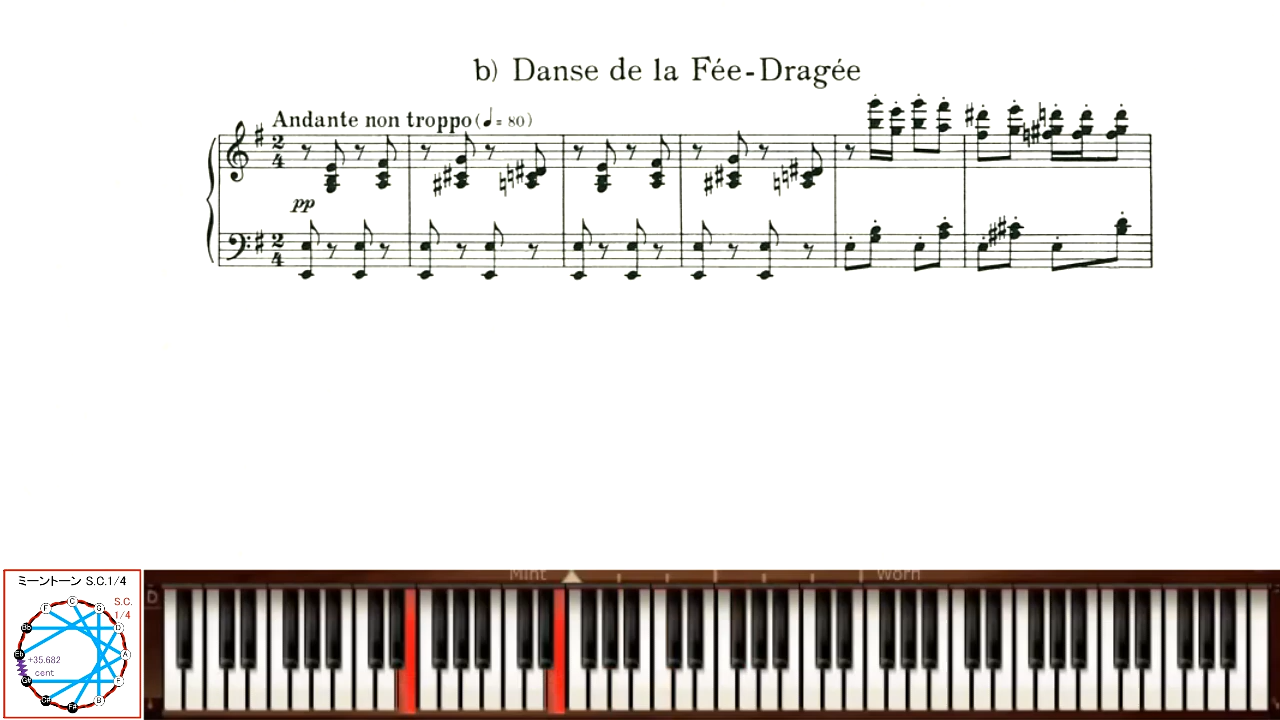 b) Danse de la Fée-Dragée
Andante non troppo (♩= 80)
2
4
pp
2
4
ミーントーン S.C.1/4
S.C.
1/4
C
F
G
D
A
E
B
+35.682
cent
Mint
Worn
D